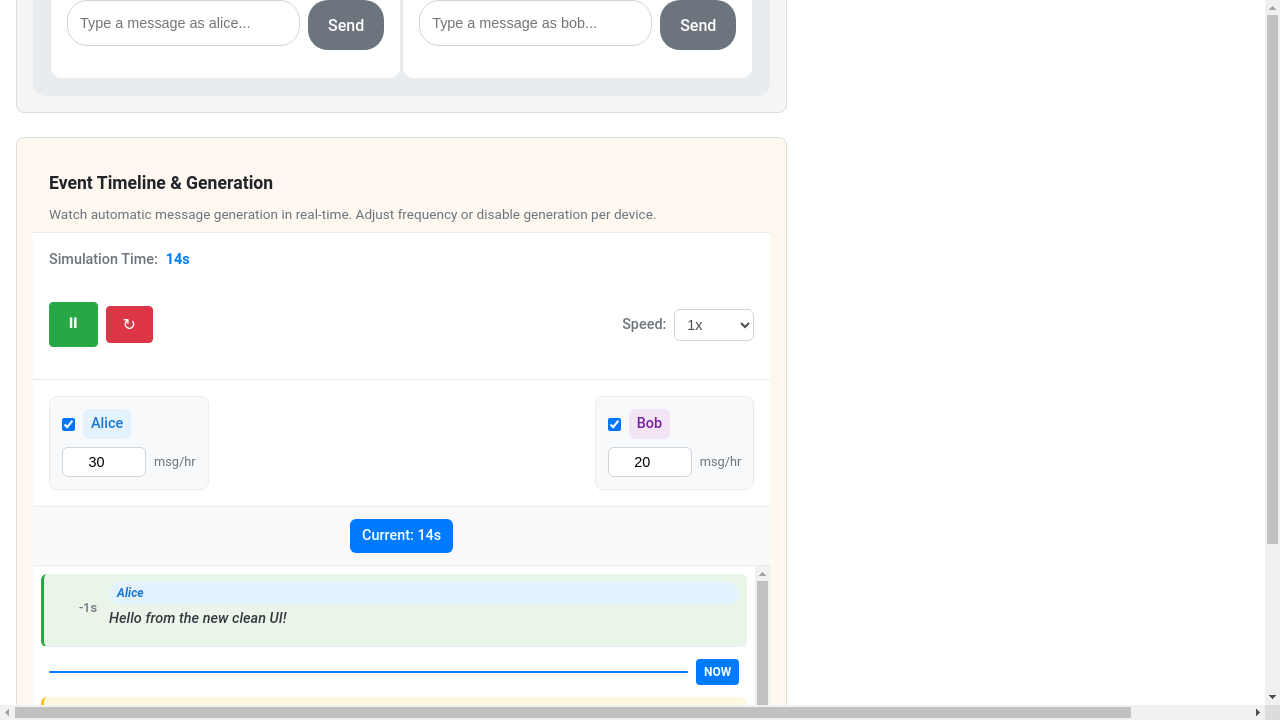 Type a message as alice...
Send
Type a message as bob...
Send
Event Timeline & Generation
Watch automatic message generation in real-time. Adjust frequency or disable generation per device.
Simulation Time: 14s
⏸ ↻ Speed: 1x
Alice
30 msg/hr
Bob
20 msg/hr
Current: 14s
Alice
-1s
Hello from the new clean UI!
NOW